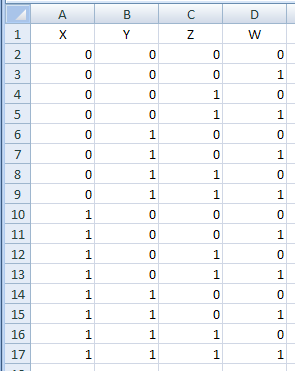 A B C D
1 X Y Z W
2 0 0 0 0
3 0 0 0 1
4 0 0 1 0
5 0 0 1 1
6 0 1 0 0
7 0 1 0 1
8 0 1 1 0
9 0 1 1 1
10 1 0 0 0
11 1 0 0 1
12 1 0 1 0
13 1 0 1 1
14 1 1 0 0
15 1 1 0 1
16 1 1 1 0
17 1 1 1 1